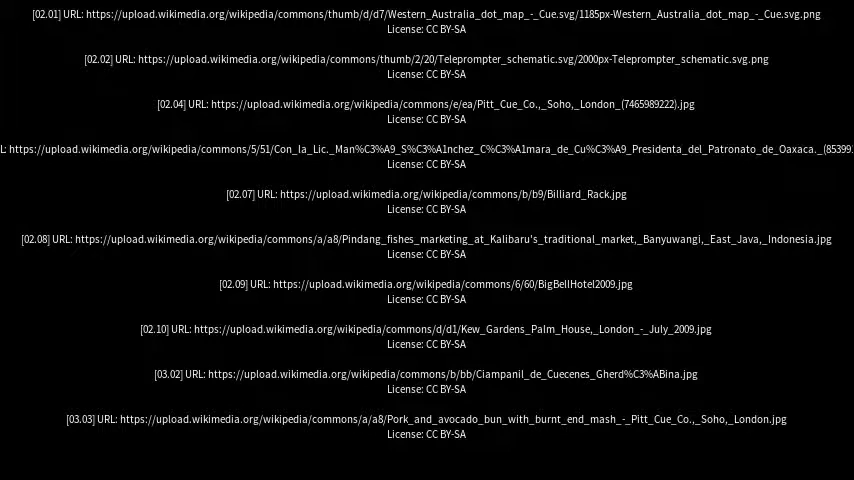 [02.01] URL: https://upload.wikimedia.org/wikipedia/commons/thumb/d/d7/Western_Australia_dot_map_-_Cue.svg/1185px-Western_Australia_dot_map_-_Cue.svg.png
License: CC BY-SA
[02.02] URL: https://upload.wikimedia.org/wikipedia/commons/thumb/2/20/Teleprompter_schematic.svg/2000px-Teleprompter_schematic.svg.png
License: CC BY-SA
[02.04] URL: https://upload.wikimedia.org/wikipedia/commons/e/ea/Pitt_Cue_Co.,_Soho,_London_(7465989222).jpg
License: CC BY-SA
L: https://upload.wikimedia.org/wikipedia/commons/5/51/Con_la_Lic._Man%C3%A9_S%C3%A1nchez_C%C3%A1mara_de_Cu%C3%A9_Presidenta_del_Patronato_de_Oaxaca._(85399
License: CC BY-SA
[02.07] URL: https://upload.wikimedia.org/wikipedia/commons/b/b9/Billiard_Rack.jpg
License: CC BY-SA
[02.08] URL: https://upload.wikimedia.org/wikipedia/commons/a/a8/Pindang_fishes_marketing_at_Kalibaru's_traditional_market,_Banyuwangi,_East_Java,_Indonesia.jpg
License: CC BY-SA
[02.09] URL: https://upload.wikimedia.org/wikipedia/commons/6/60/BigBellHotel2009.jpg
License: CC BY-SA
[02.10] URL: https://upload.wikimedia.org/wikipedia/commons/d/d1/Kew_Gardens_Palm_House,_London_-_July_2009.jpg
License: CC BY-SA
[03.02] URL: https://upload.wikimedia.org/wikipedia/commons/b/bb/Ciampanil_de_Cuecenes_Gherd%C3%ABina.jpg
License: CC BY-SA
[03.03] URL: https://upload.wikimedia.org/wikipedia/commons/a/a8/Pork_and_avocado_bun_with_burnt_end_mash_-_Pitt_Cue_Co.,_Soho,_London.jpg
License: CC BY-SA